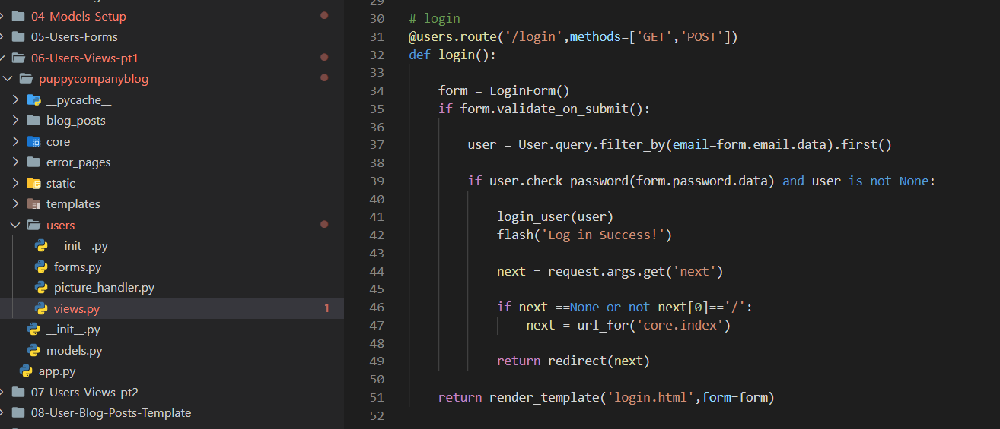 04-Models-Setup
05-Users-Forms
06-Users-Views-pt1
puppycompanyblog
__pycache__
blog_posts
core
error_pages
static
templates
users
__init__.py
forms.py
picture_handler.py
views.py 1
__init__.py
models.py
app.py
07-Users-Views-pt2
08-User-Blog-Posts-Template
29
30 # login
31 @users.route('/login',methods=['GET','POST'])
32 def login():
33
34 form = LoginForm()
35 if form.validate_on_submit():
36
37 user = User.query.filter_by(email=form.email.data).first()
38
39 if user.check_password(form.password.data) and user is not None:
40
41 login_user(user)
42 flash('Log in Success!')
43
44 next = request.args.get('next')
45
46 if next ==None or not next[0]=='/':
47 next = url_for('core.index')
48
49 return redirect(next)
50
51 return render_template('login.html',form=form)
52